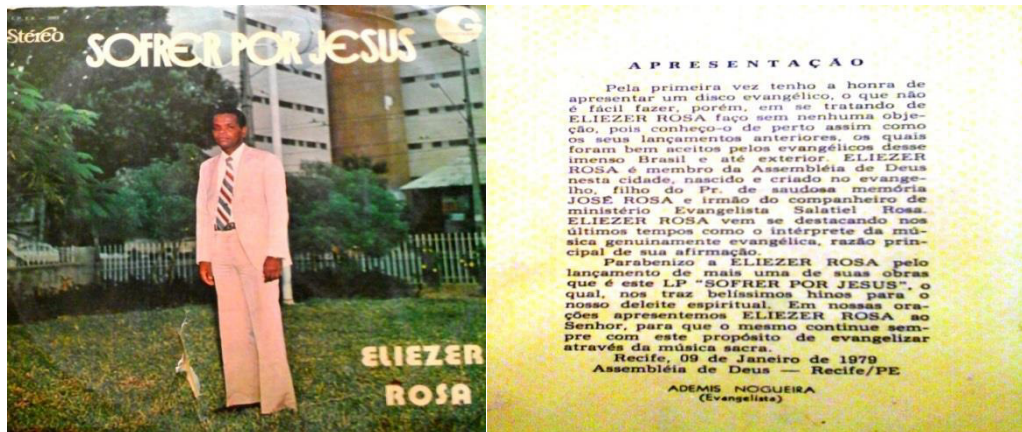 Stéreo
SOFRER POR JESUS
G
ELIEZER
ROSA
APRESENTAÇÃO
Pela primeira vez tenho a honra de
apresentar um disco evangélico, o que não
é fácil fazer, porém, em se tratando de
ELIEZER ROSA faço sem nenhuma obje-
ção, pois conheço-o de perto assim como
os seus lançamentos anteriores, os quais
foram bem aceitos pelos evangélicos desse
imenso Brasil e até exterior. ELIEZER
ROSA é membro da Assembléia de Deus
nesta cidade, nascido e criado no evange-
lho, filho do Pr. de saudosa memória
JOSÉ ROSA e irmão do companheiro de
ministério Evangelista Salatiel Rosa.
ELIEZER ROSA vem se destacando nos
últimos tempos como o intérprete da mú-
sica genuinamente evangélica, razão prin-
cipal de sua afirmação.
Parabenizo a ELIEZER ROSA pelo
lançamento de mais uma de suas obras
que é este LP "SOFRER POR JESUS", o
qual, nos traz belíssimos hinos para o
nosso deleite espiritual. Em nossas ora-
ções apresentemos ELIEZER ROSA ao
Senhor, para que o mesmo continue sem-
pre com este propósito de evangelizar
através da música sacra.
Recife, 09 de Janeiro de 1979
Assembléia de Deus — Recife/PE
ADEMIS NOGUEIRA
(Evangelista)